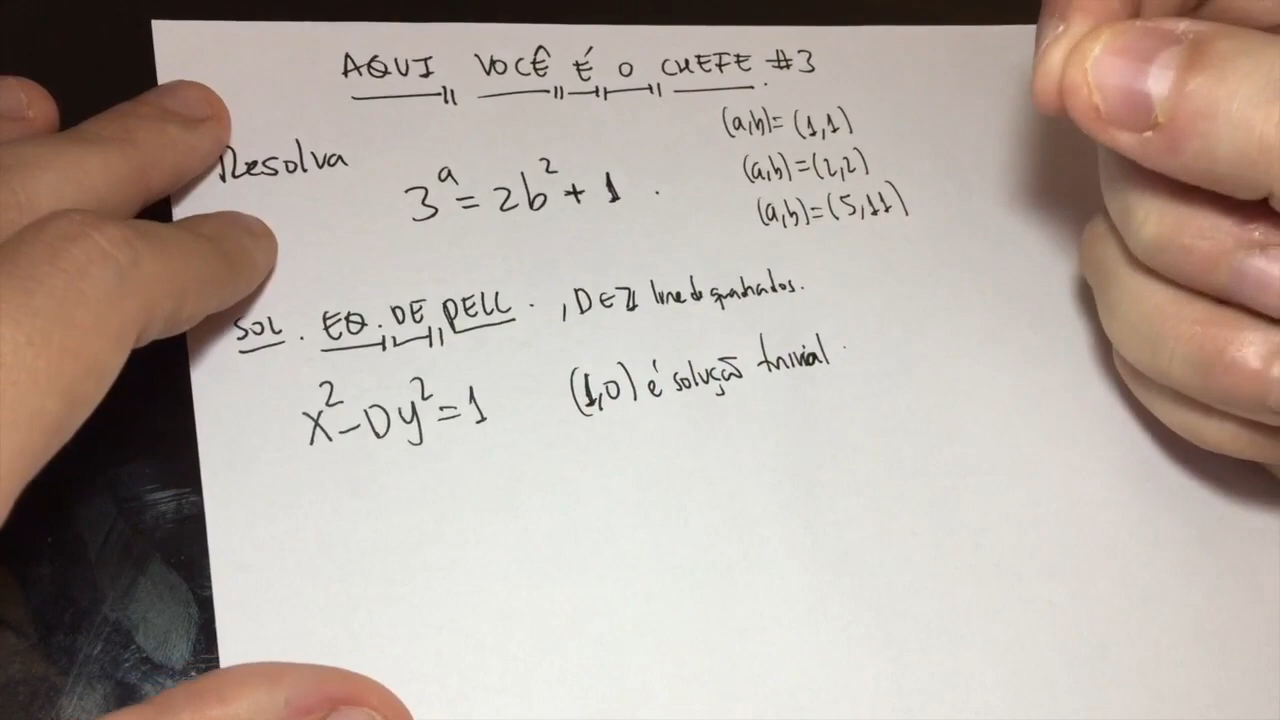 AQUI VOCÊ É O CHEFE #3
Resolva
3^a = 2b^2 + 1 .
(a,b)=(1,1)
(a,b)=(2,2)
(a,b)=(5,11)
SOL. EQ. DE PELL. , D∈ℤ livre de quadrados.
x^2-Dy^2=1 (1,0) é solução trivial.